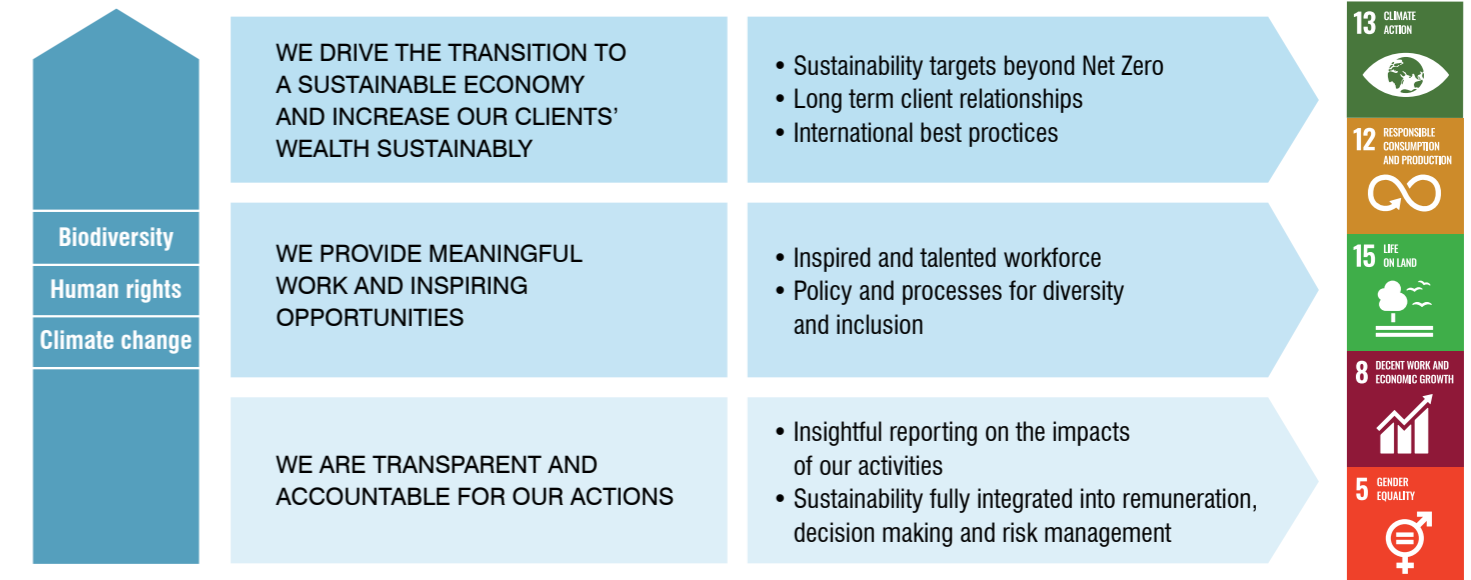 Biodiversity
Human rights
Climate change
WE DRIVE THE TRANSITION TO
A SUSTAINABLE ECONOMY
AND INCREASE OUR CLIENTS’
WEALTH SUSTAINABLY
• Sustainability targets beyond Net Zero
• Long term client relationships
• International best proctices
WE PROVIDE MEANINGFUL
WORK AND INSPIRING
OPPORTUNITIES
• Inspired and talented workforce
• Policy and processes for diversity
and inclusion
WE ARE TRANSPARENT AND
ACCOUNTABLE FOR OUR ACTIONS
• Insightful reporting on the impacts
of our activities
• Sustainability fully integrated into remuneration,
decision making and risk management
13 CLIMATE
ACTION
12 RESPONSIBLE
CONSUMPTION
AND PRODUCTION
15 LIFE
ON LAND
8 DECENT WORK AND
ECONOMIC GROWTH
5 GENDER
EQUALITY